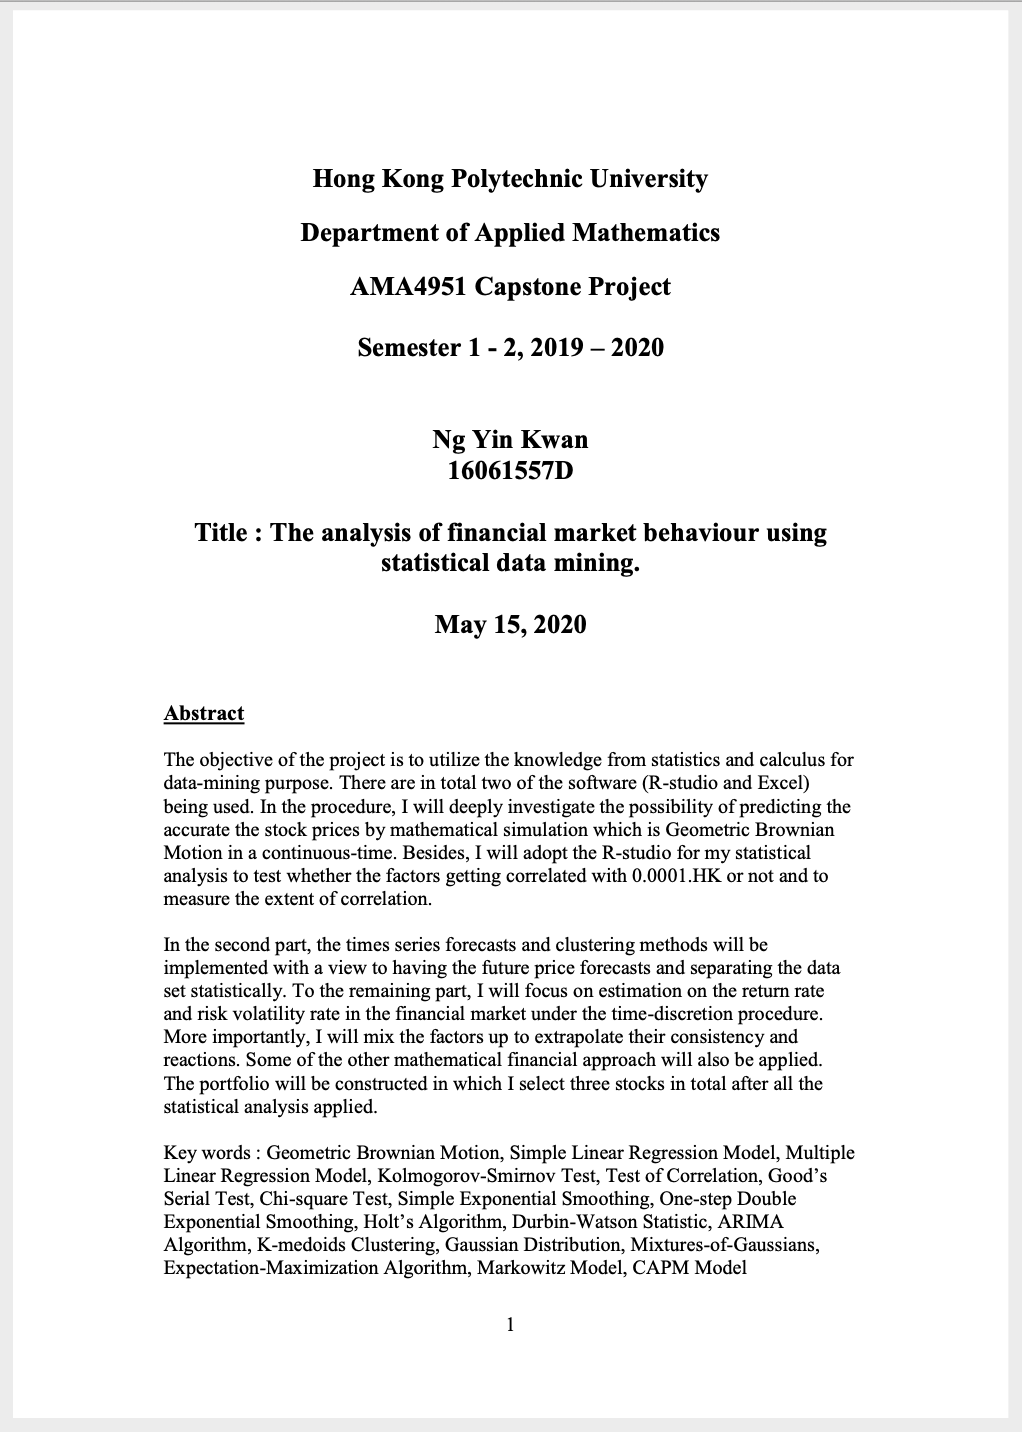 Hong Kong Polytechnic University
Department of Applied Mathematics
AMA4951 Capstone Project
Semester 1 - 2, 2019 – 2020
Ng Yin Kwan
16061557D
Title : The analysis of financial market behaviour using
statistical data mining.
May 15, 2020
Abstract
The objective of the project is to utilize the knowledge from statistics and calculus for
data-mining purpose. There are in total two of the software (R-studio and Excel)
being used. In the procedure, I will deeply investigate the possibility of predicting the
accurate the stock prices by mathematical simulation which is Geometric Brownian
Motion in a continuous-time. Besides, I will adopt the R-studio for my statistical
analysis to test whether the factors getting correlated with 0.0001.HK or not and to
measure the extent of correlation.
In the second part, the times series forecasts and clustering methods will be
implemented with a view to having the future price forecasts and separating the data
set statistically. To the remaining part, I will focus on estimation on the return rate
and risk volatility rate in the financial market under the time-discretion procedure.
More importantly, I will mix the factors up to extrapolate their consistency and
reactions. Some of the other mathematical financial approach will also be applied.
The portfolio will be constructed in which I select three stocks in total after all the
statistical analysis applied.
Key words : Geometric Brownian Motion, Simple Linear Regression Model, Multiple
Linear Regression Model, Kolmogorov-Smirnov Test, Test of Correlation, Good’s
Serial Test, Chi-square Test, Simple Exponential Smoothing, One-step Double
Exponential Smoothing, Holt’s Algorithm, Durbin-Watson Statistic, ARIMA
Algorithm, K-medoids Clustering, Gaussian Distribution, Mixtures-of-Gaussians,
Expectation-Maximization Algorithm, Markowitz Model, CAPM Model
1